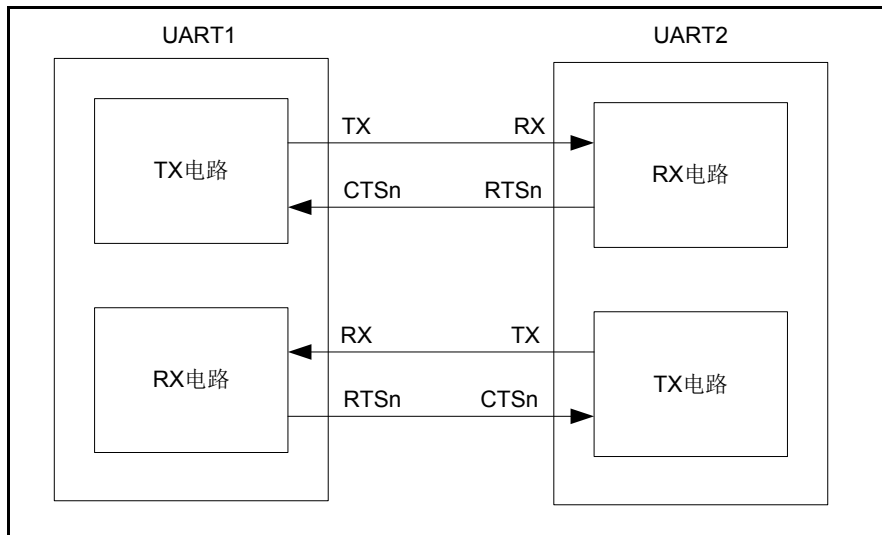 UART1 UART2
TX RX
TX电路 RX电路
CTSn RTSn
RX TX
RX电路 TX电路
RTSn CTSn